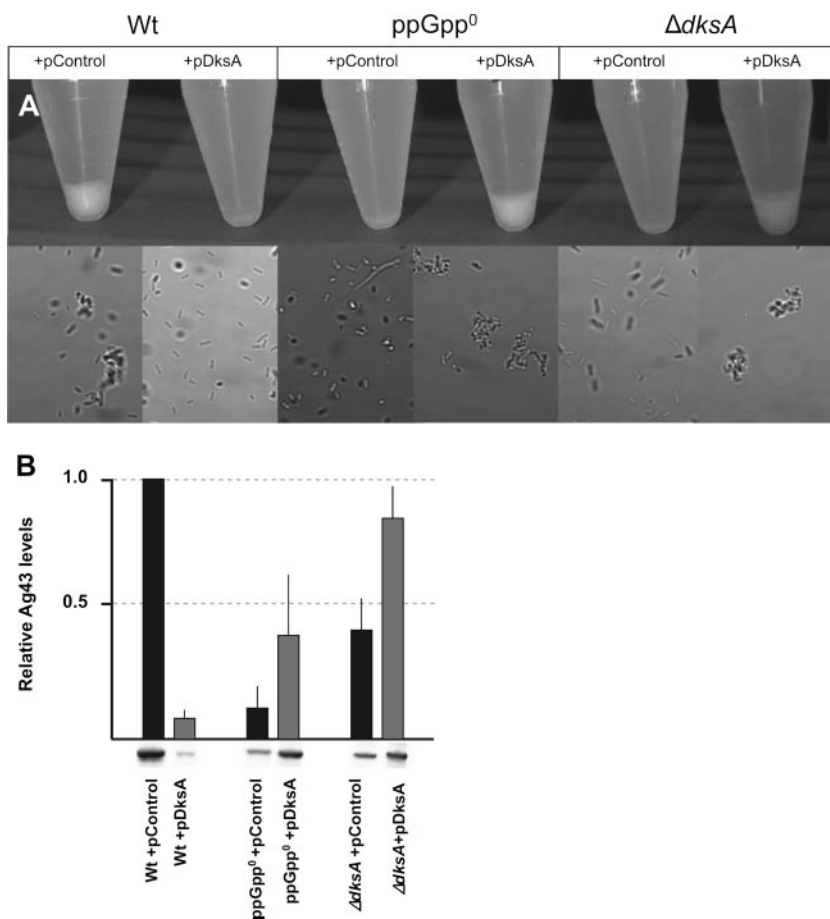 Wt ppGpp⁰ ΔdksA
+pControl +pDksA +pControl +pDksA +pControl +pDksA
A
B
1.0
0.5
Relative Ag43 levels
Wt +pControl
Wt +pDksA
ppGpp⁰ +pControl
ppGpp⁰ +pDksA
ΔdksA +pControl
ΔdksA+pDksA